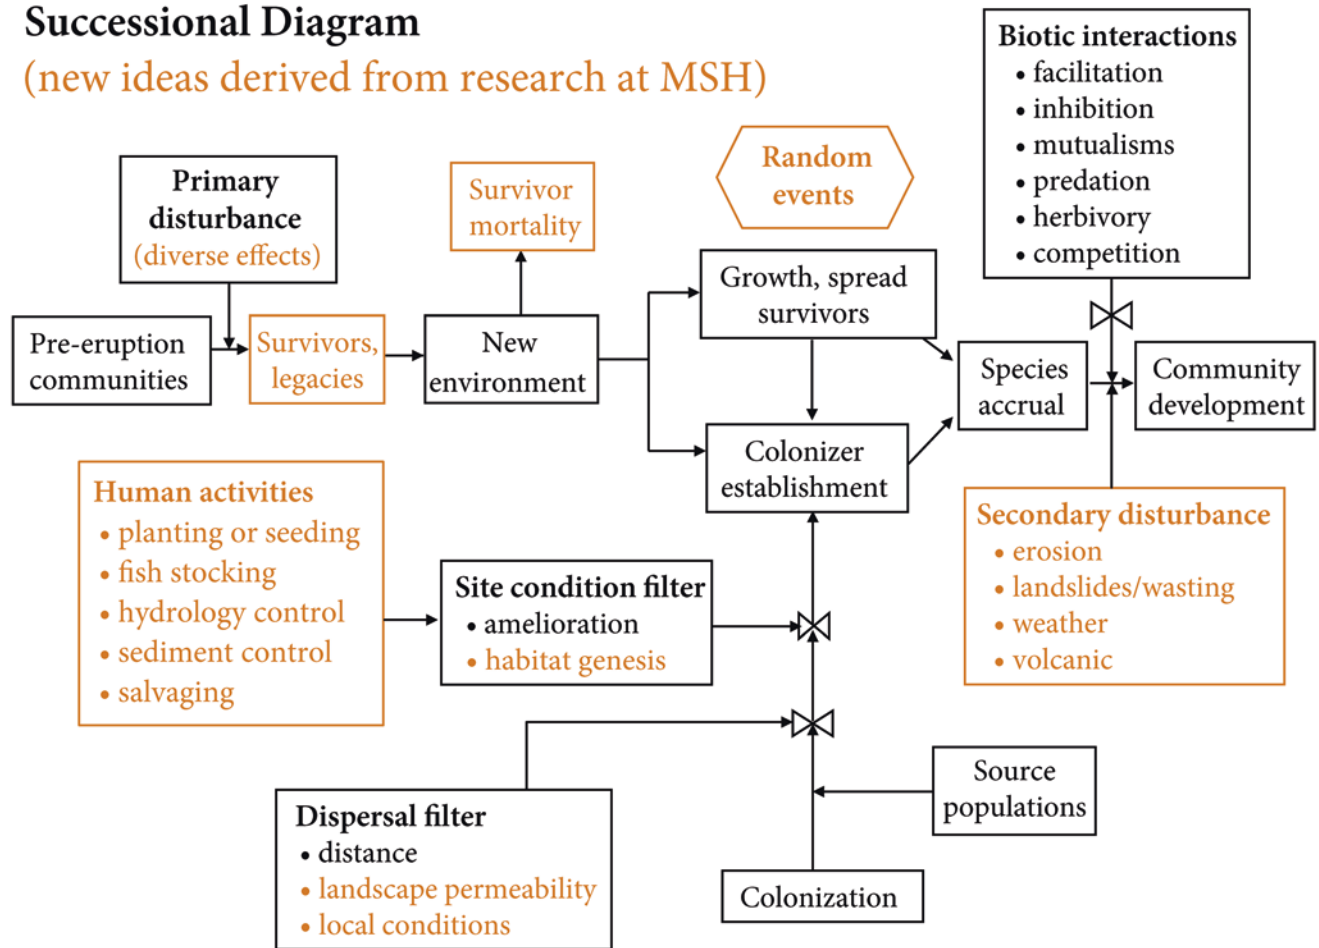 Successional Diagram
(new ideas derived from research at MSH)
Biotic interactions
• facilitation
• inhibition
• mutualisms
• predation
• herbivory
• competition
Random
events
Primary
disturbance
(diverse effects)
Survivor
mortality
Growth, spread
survivors
Pre-eruption
communities
Survivors,
legacies
New
environment
Species
accrual
Community
development
Colonizer
establishment
Human activities
• planting or seeding
• fish stocking
• hydrology control
• sediment control
• salvaging
Site condition filter
• amelioration
• habitat genesis
Secondary disturbance
• erosion
• landslides/wasting
• weather
• volcanic
Source
populations
Dispersal filter
• distance
• landscape permeability
• local conditions
Colonization